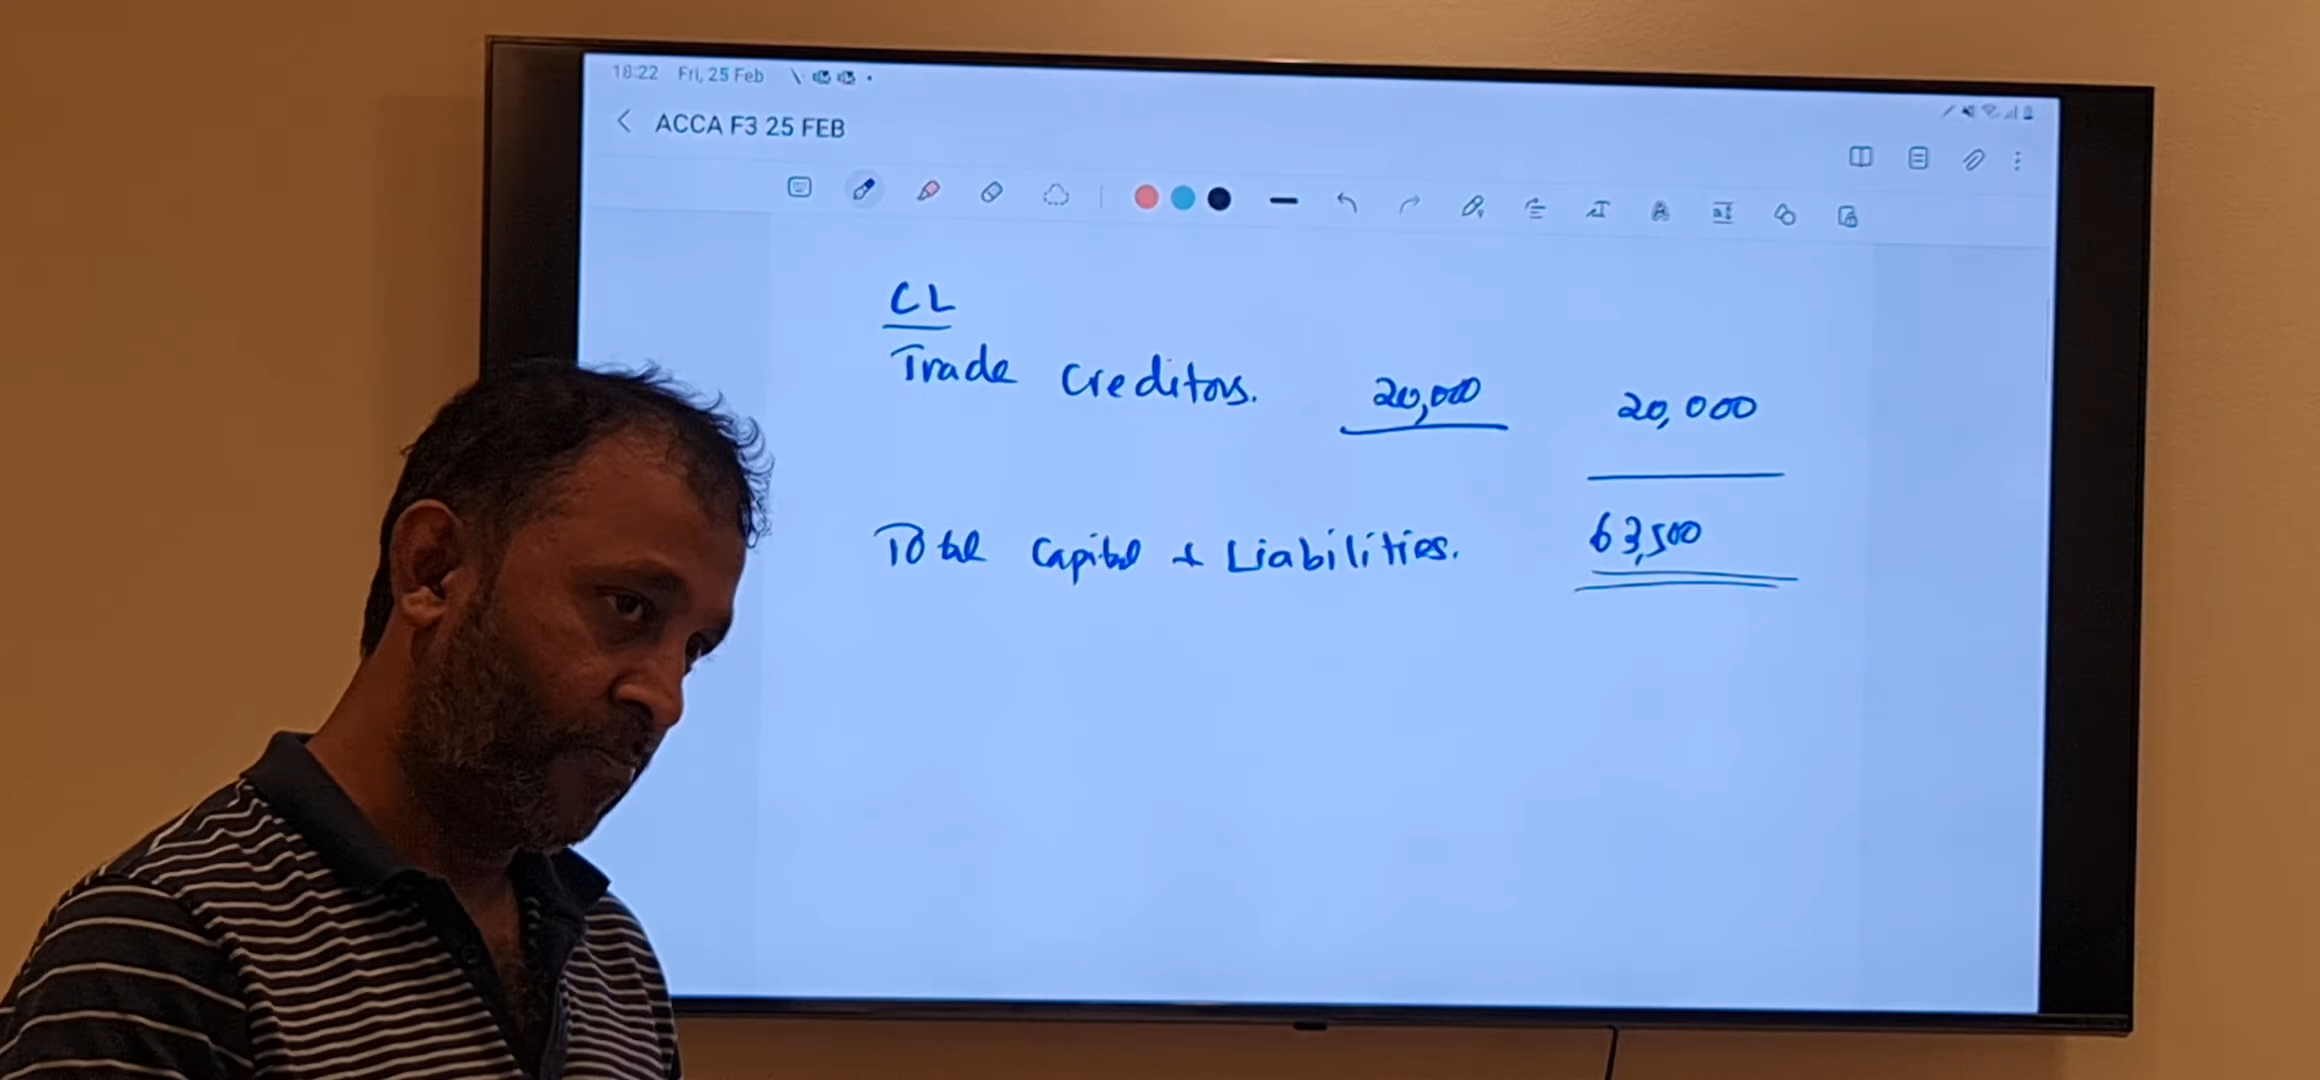 18:22 Fri, 25 Feb
ACCA F3 25 FEB
CL
Trade Creditors. 20,000 20,000
Total Capital + Liabilities. 63,500